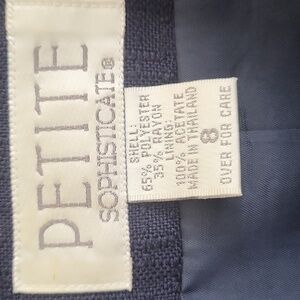 PETITE
SOPHISTICATE®
SHELL:
65% POLYESTER
35% RAYON
LINING:
100% ACETATE
MADE IN THAILAND
8
OVER FOR CARE